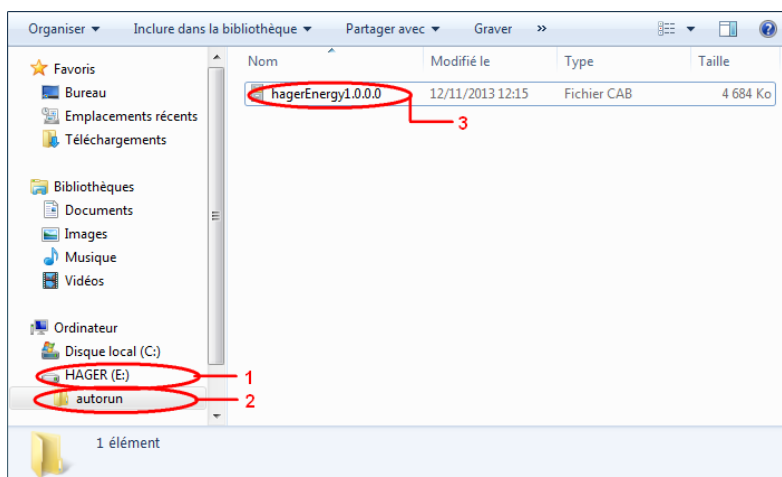 Organiser Inclure dans la bibliothèque Partager avec Graver »
Favoris
Bureau
Emplacements récents
Téléchargements
Bibliothèques
Documents
Images
Musique
Vidéos
Ordinateur
Disque local (C:)
HAGER (E:) 1
autorun 2
Nom Modifié le Type Taille
hagerEnergy1.0.0.0 12/11/2013 12:15 Fichier CAB 4 684 Ko
3
1 élément